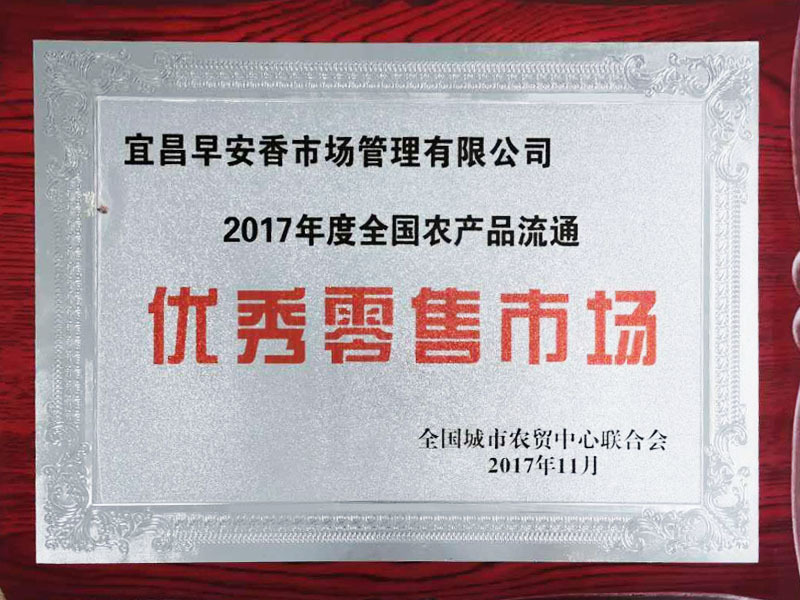 宜昌早安香市场管理有限公司
2017年度全国农产品流通
优秀零售市场
全国城市农贸中心联合会
2017年11月